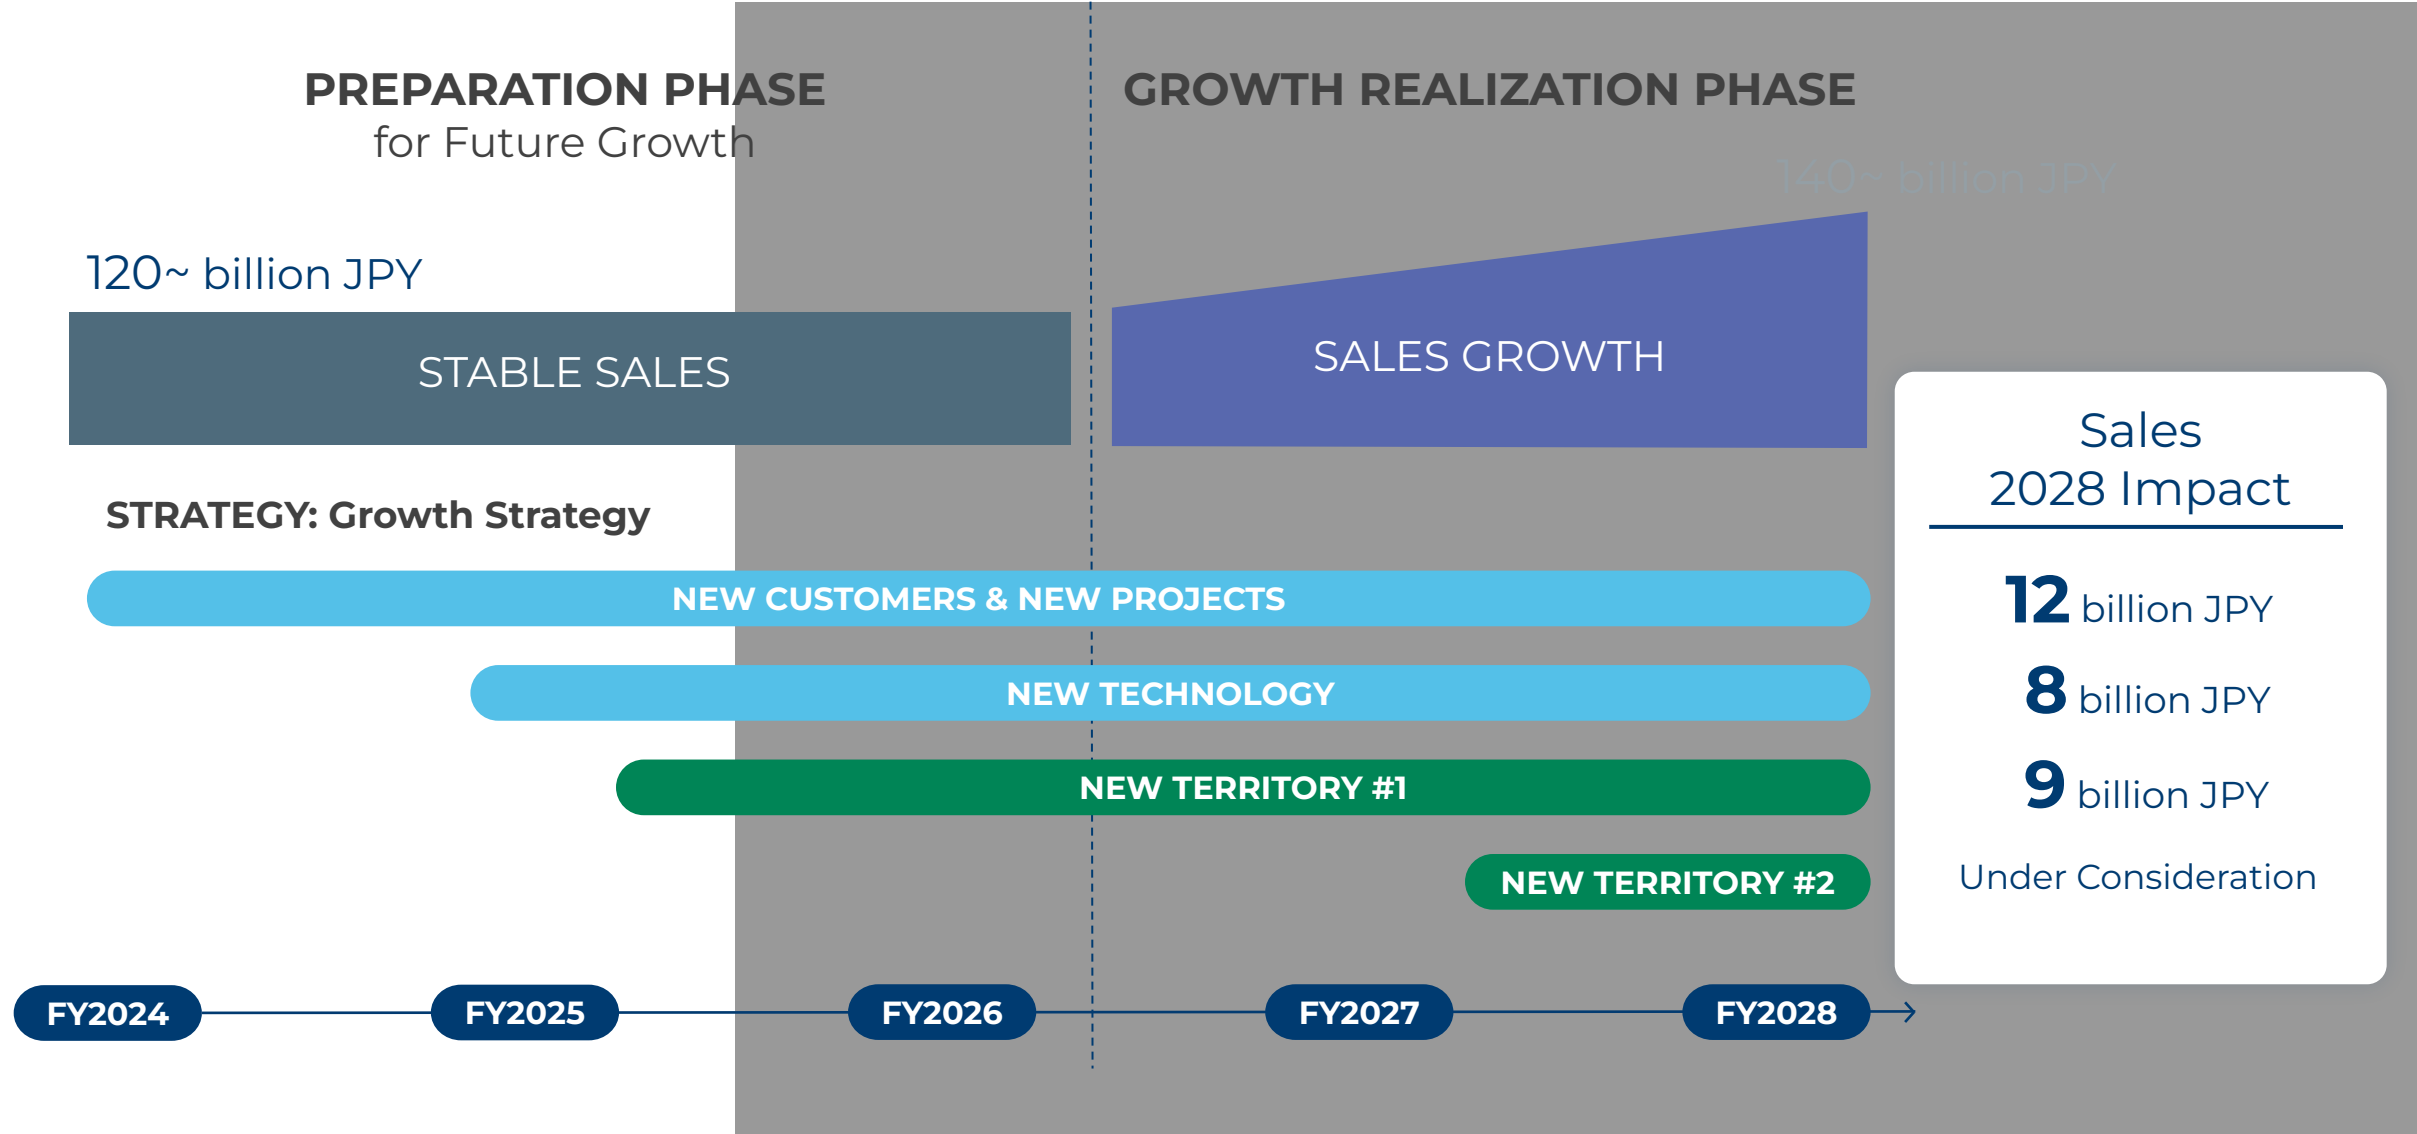 PREPARATION PHASE
for Future Growth
GROWTH REALIZATION PHASE
140~ billion JPY
120~ billion JPY
STABLE SALES
SALES GROWTH
STRATEGY: Growth Strategy
NEW CUSTOMERS & NEW PROJECTS
NEW TECHNOLOGY
NEW TERRITORY #1
NEW TERRITORY #2
Sales
2028 Impact
12 billion JPY
8 billion JPY
9 billion JPY
Under Consideration
FY2024
FY2025
FY2026
FY2027
FY2028